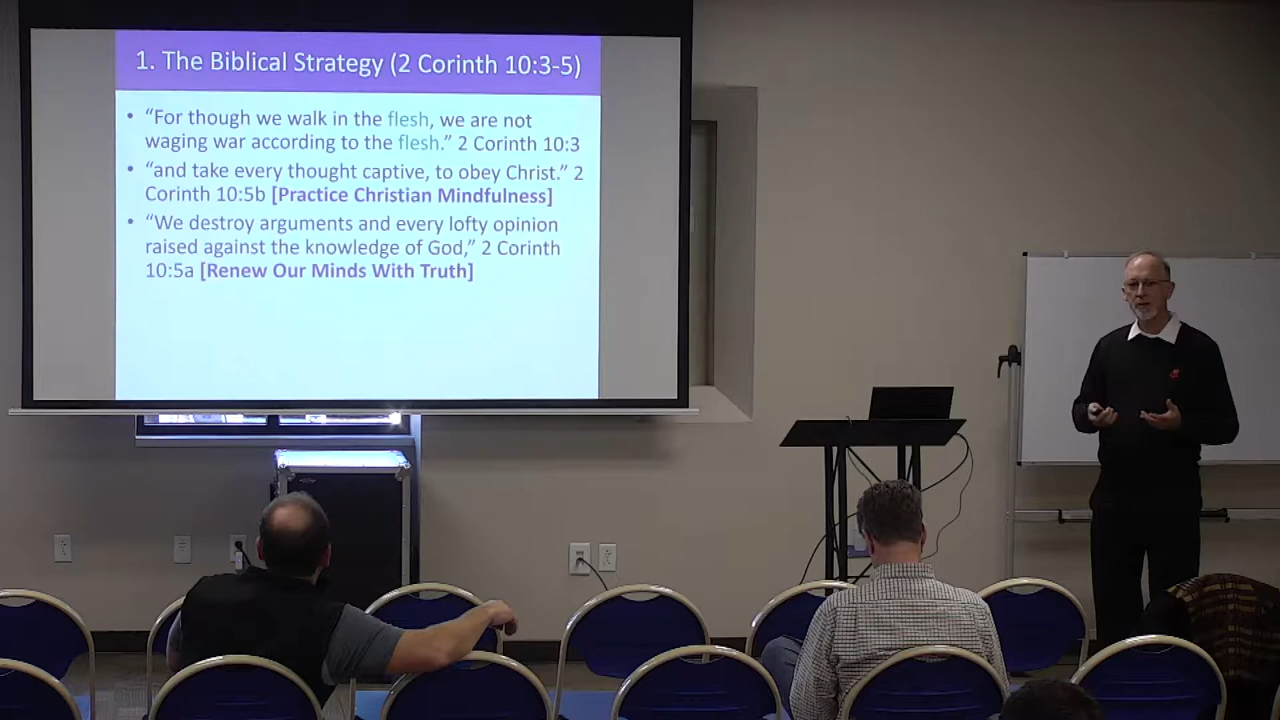 1. The Biblical Strategy (2 Corinth 10:3-5)
• “For though we walk in the flesh, we are not
waging war according to the flesh.” 2 Corinth 10:3
• “and take every thought captive, to obey Christ.” 2
Corinth 10:5b [Practice Christian Mindfulness]
• “We destroy arguments and every lofty opinion
raised against the knowledge of God,” 2 Corinth
10:5a [Renew Our Minds With Truth]